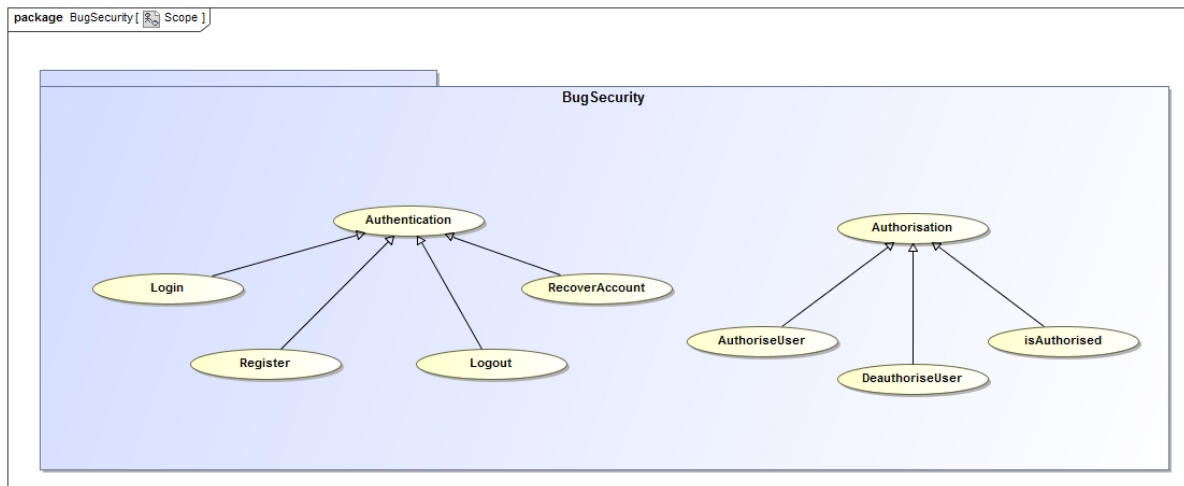 package BugSecurity [ Scope ]
BugSecurity
Authentication
Authorisation
Login
RecoverAccount
AuthoriseUser
isAuthorised
Register
Logout
DeauthoriseUser